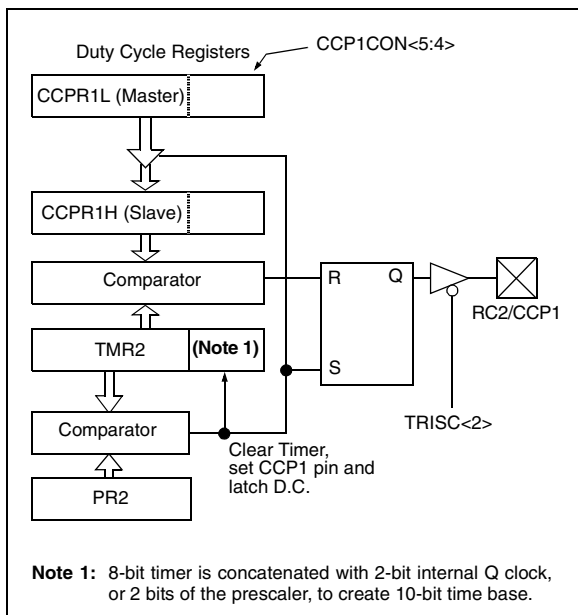 Duty Cycle Registers
CCP1CON<5:4>
CCPR1L (Master)
CCPR1H (Slave)
Comparator
R
Q
RC2/CCP1
TMR2
(Note 1)
S
TRISC<2>
Comparator
Clear Timer,
set CCP1 pin and
latch D.C.
PR2
Note 1: 8-bit timer is concatenated with 2-bit internal Q clock,
or 2 bits of the prescaler, to create 10-bit time base.